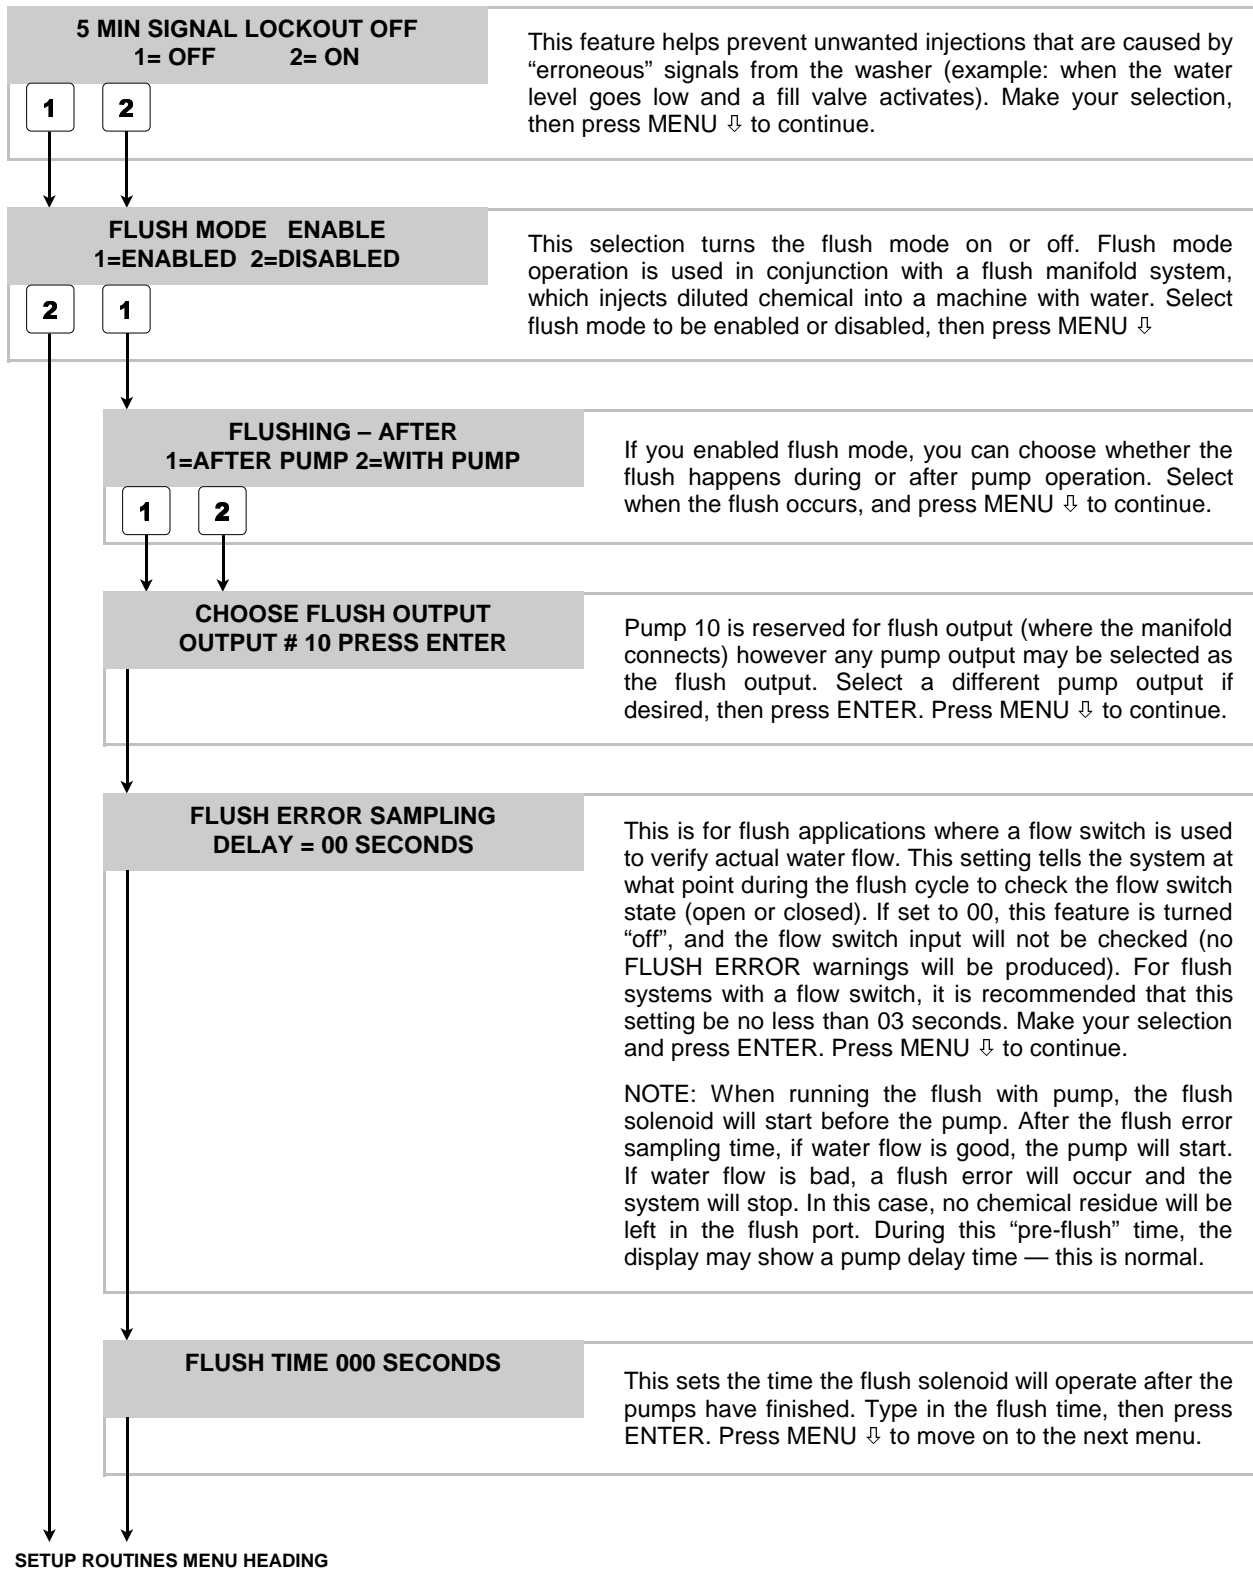 5 MIN SIGNAL LOCKOUT OFF
1= OFF 2= ON
1 2
This feature helps prevent unwanted injections that are caused by
“erroneous” signals from the washer (example: when the water
level goes low and a fill valve activates). Make your selection,
then press MENU ⇩ to continue.
FLUSH MODE ENABLE
1=ENABLED 2=DISABLED
2 1
This selection turns the flush mode on or off. Flush mode
operation is used in conjunction with a flush manifold system,
which injects diluted chemical into a machine with water. Select
flush mode to be enabled or disabled, then press MENU ⇩
FLUSHING – AFTER
1=AFTER PUMP 2=WITH PUMP
1 2
If you enabled flush mode, you can choose whether the
flush happens during or after pump operation. Select
when the flush occurs, and press MENU ⇩ to continue.
CHOOSE FLUSH OUTPUT
OUTPUT # 10 PRESS ENTER
Pump 10 is reserved for flush output (where the manifold
connects) however any pump output may be selected as
the flush output. Select a different pump output if
desired, then press ENTER. Press MENU ⇩ to continue.
FLUSH ERROR SAMPLING
DELAY = 00 SECONDS
This is for flush applications where a flow switch is used
to verify actual water flow. This setting tells the system at
what point during the flush cycle to check the flow switch
state (open or closed). If set to 00, this feature is turned
“off”, and the flow switch input will not be checked (no
FLUSH ERROR warnings will be produced). For flush
systems with a flow switch, it is recommended that this
setting be no less than 03 seconds. Make your selection
and press ENTER. Press MENU ⇩ to continue.
NOTE: When running the flush with pump, the flush
solenoid will start before the pump. After the flush error
sampling time, if water flow is good, the pump will start.
If water flow is bad, a flush error will occur and the
system will stop. In this case, no chemical residue will be
left in the flush port. During this “pre-flush” time, the
display may show a pump delay time — this is normal.
FLUSH TIME 000 SECONDS
This sets the time the flush solenoid will operate after the
pumps have finished. Type in the flush time, then press
ENTER. Press MENU ⇩ to move on to the next menu.
SETUP ROUTINES MENU HEADING